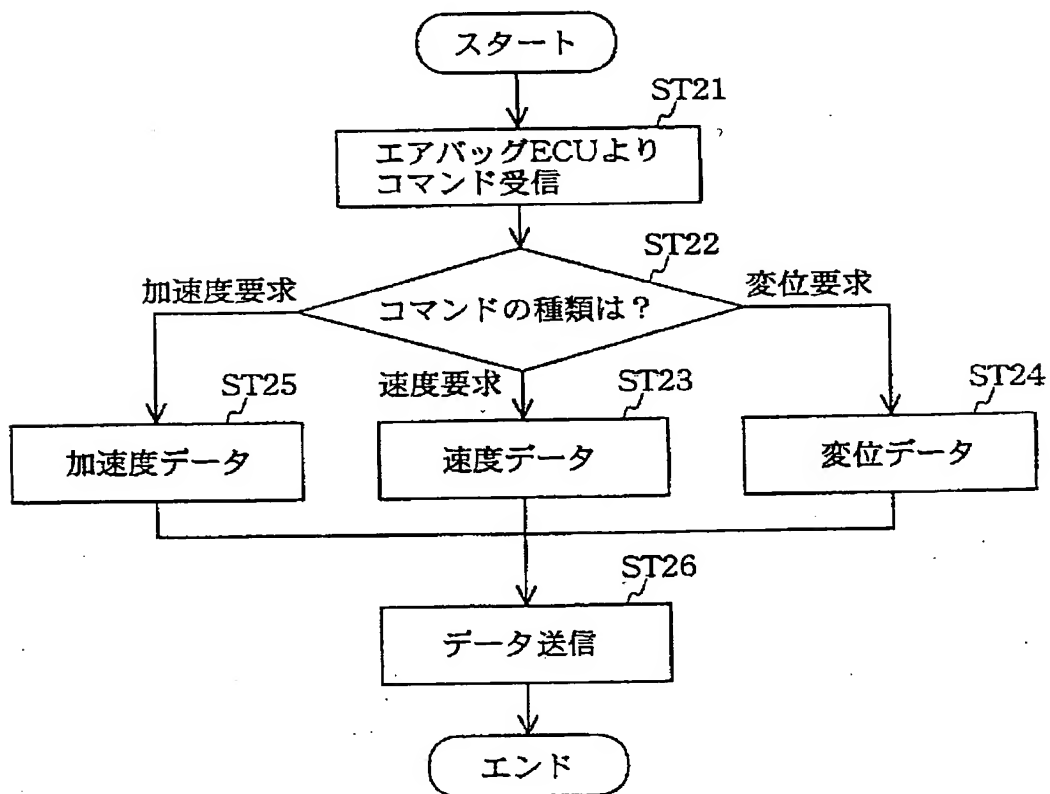 スタート
ST21
エアバッグECUより
コマンド受信
ST22
加速度要求
コマンドの種類は？
変位要求
速度要求
ST25
ST23
ST24
加速度データ
速度データ
変位データ
ST26
データ送信
エンド